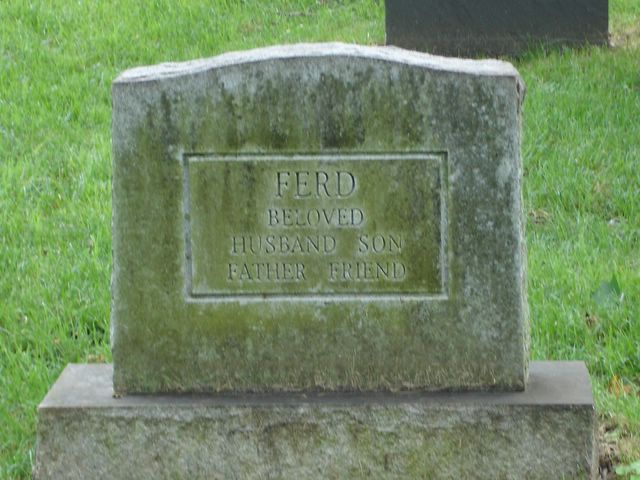 FERD
BELOVED
HUSBAND SON
FATHER FRIEND